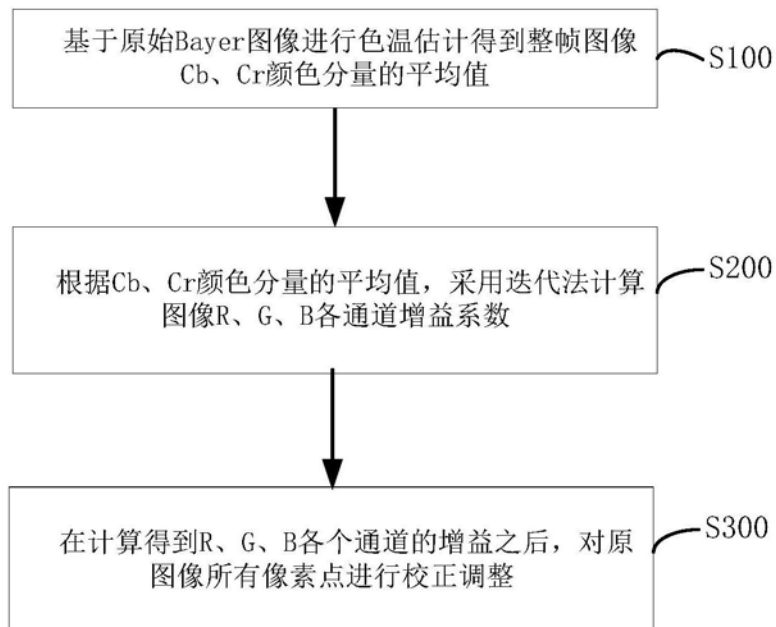 基于原始Bayer图像进行色温估计得到整帧图像
Cb、Cr颜色分量的平均值
S100
根据Cb、Cr颜色分量的平均值，采用迭代法计算
图像R、G、B各通道增益系数
S200
在计算得到R、G、B各个通道的增益之后，对原
图像所有像素点进行校正调整
S300